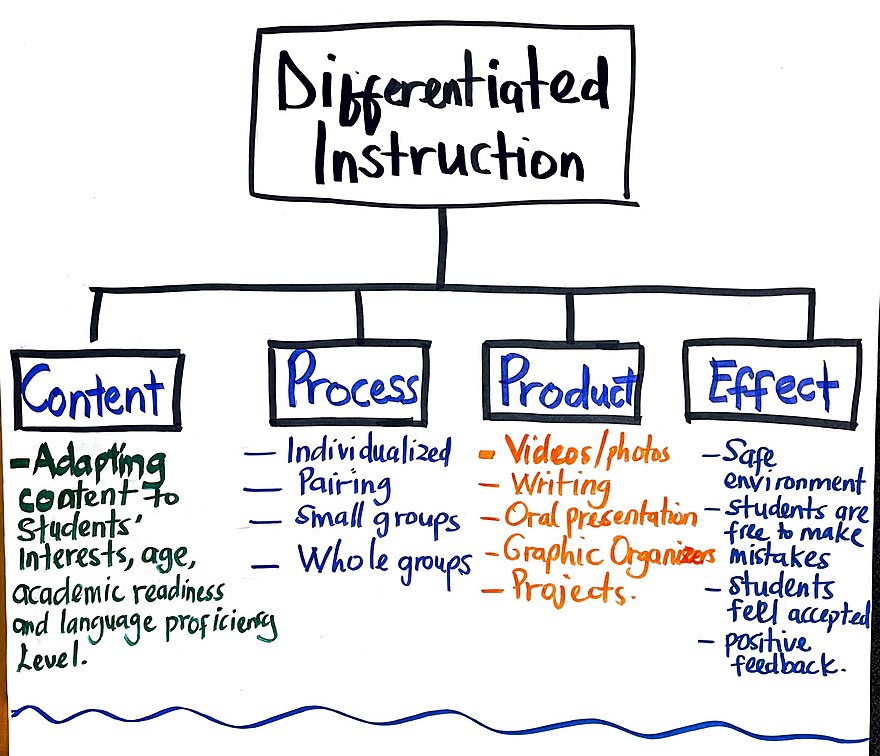 Differentiated
Instruction
Content
-Adapting
content to
Students'
Interests, age,
academic readiness
and language proficiency
Level.
Process
- Individualized
- Pairing
- Small groups
- Whole groups
Product
- Videos/photos
- Writing
- Oral presentation
- Graphic Organizers
- Projects.
Effect
- Safe
environment
- students are
free to make
mistakes
- students
feel accepted
- positive
feedback.